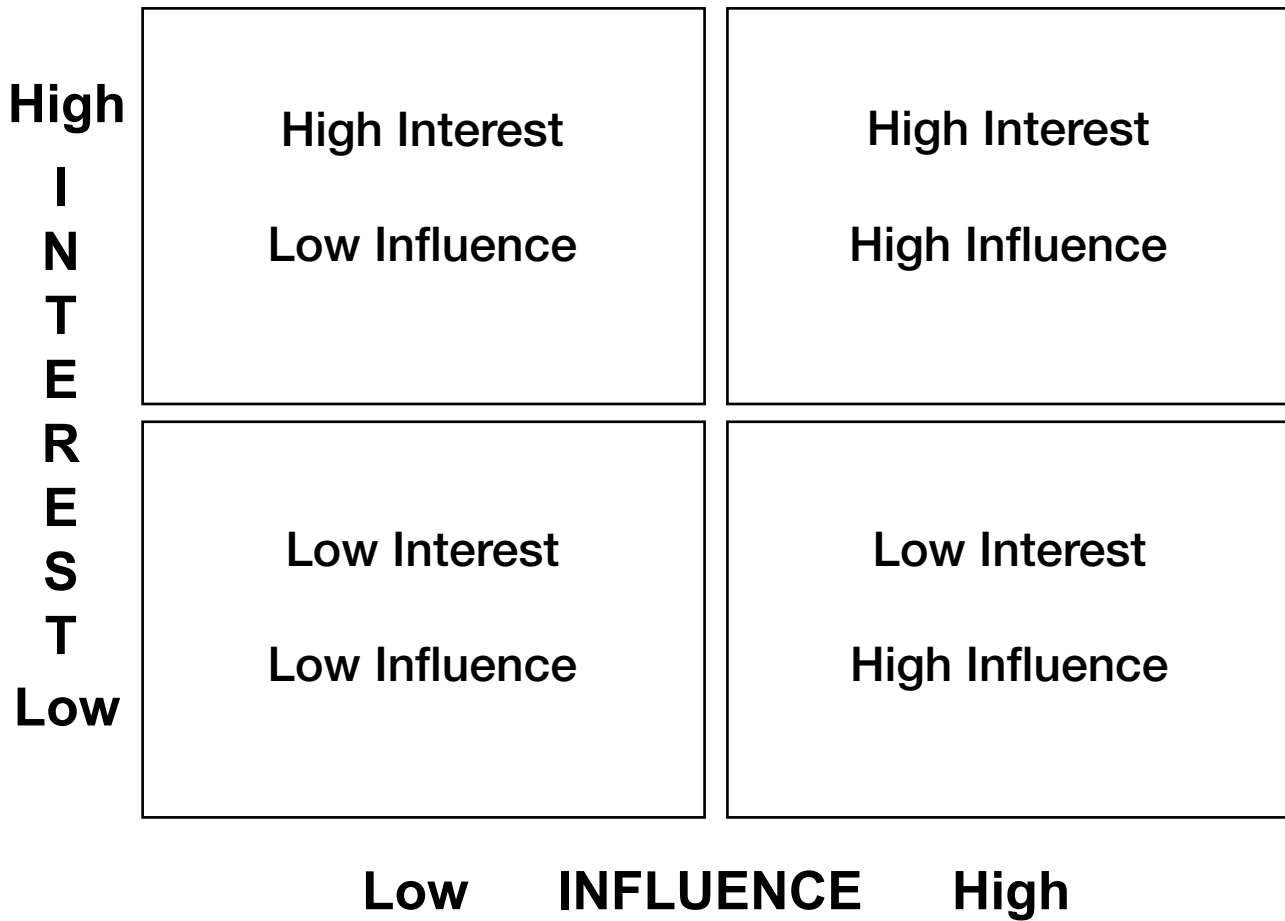 High
I
N
T
E
R
E
S
T
Low
High Interest
Low Influence
High Interest
High Influence
Low Interest
Low Influence
Low Interest
High Influence
Low INFLUENCE High